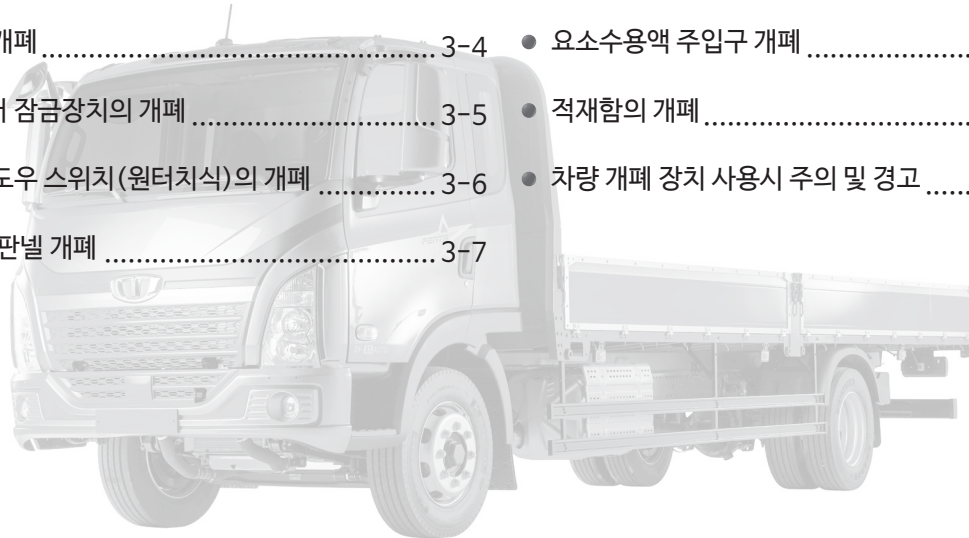 개폐 ........ 3-4
잠금장치의 개폐 ........ 3-5
도우 스위치(원터치식)의 개폐 ........ 3-6
판넬 개폐 ........ 3-7
● 요소수용액 주입구 개폐 ........
● 적재함의 개폐 ........
● 차량 개폐 장치 사용시 주의 및 경고 ........